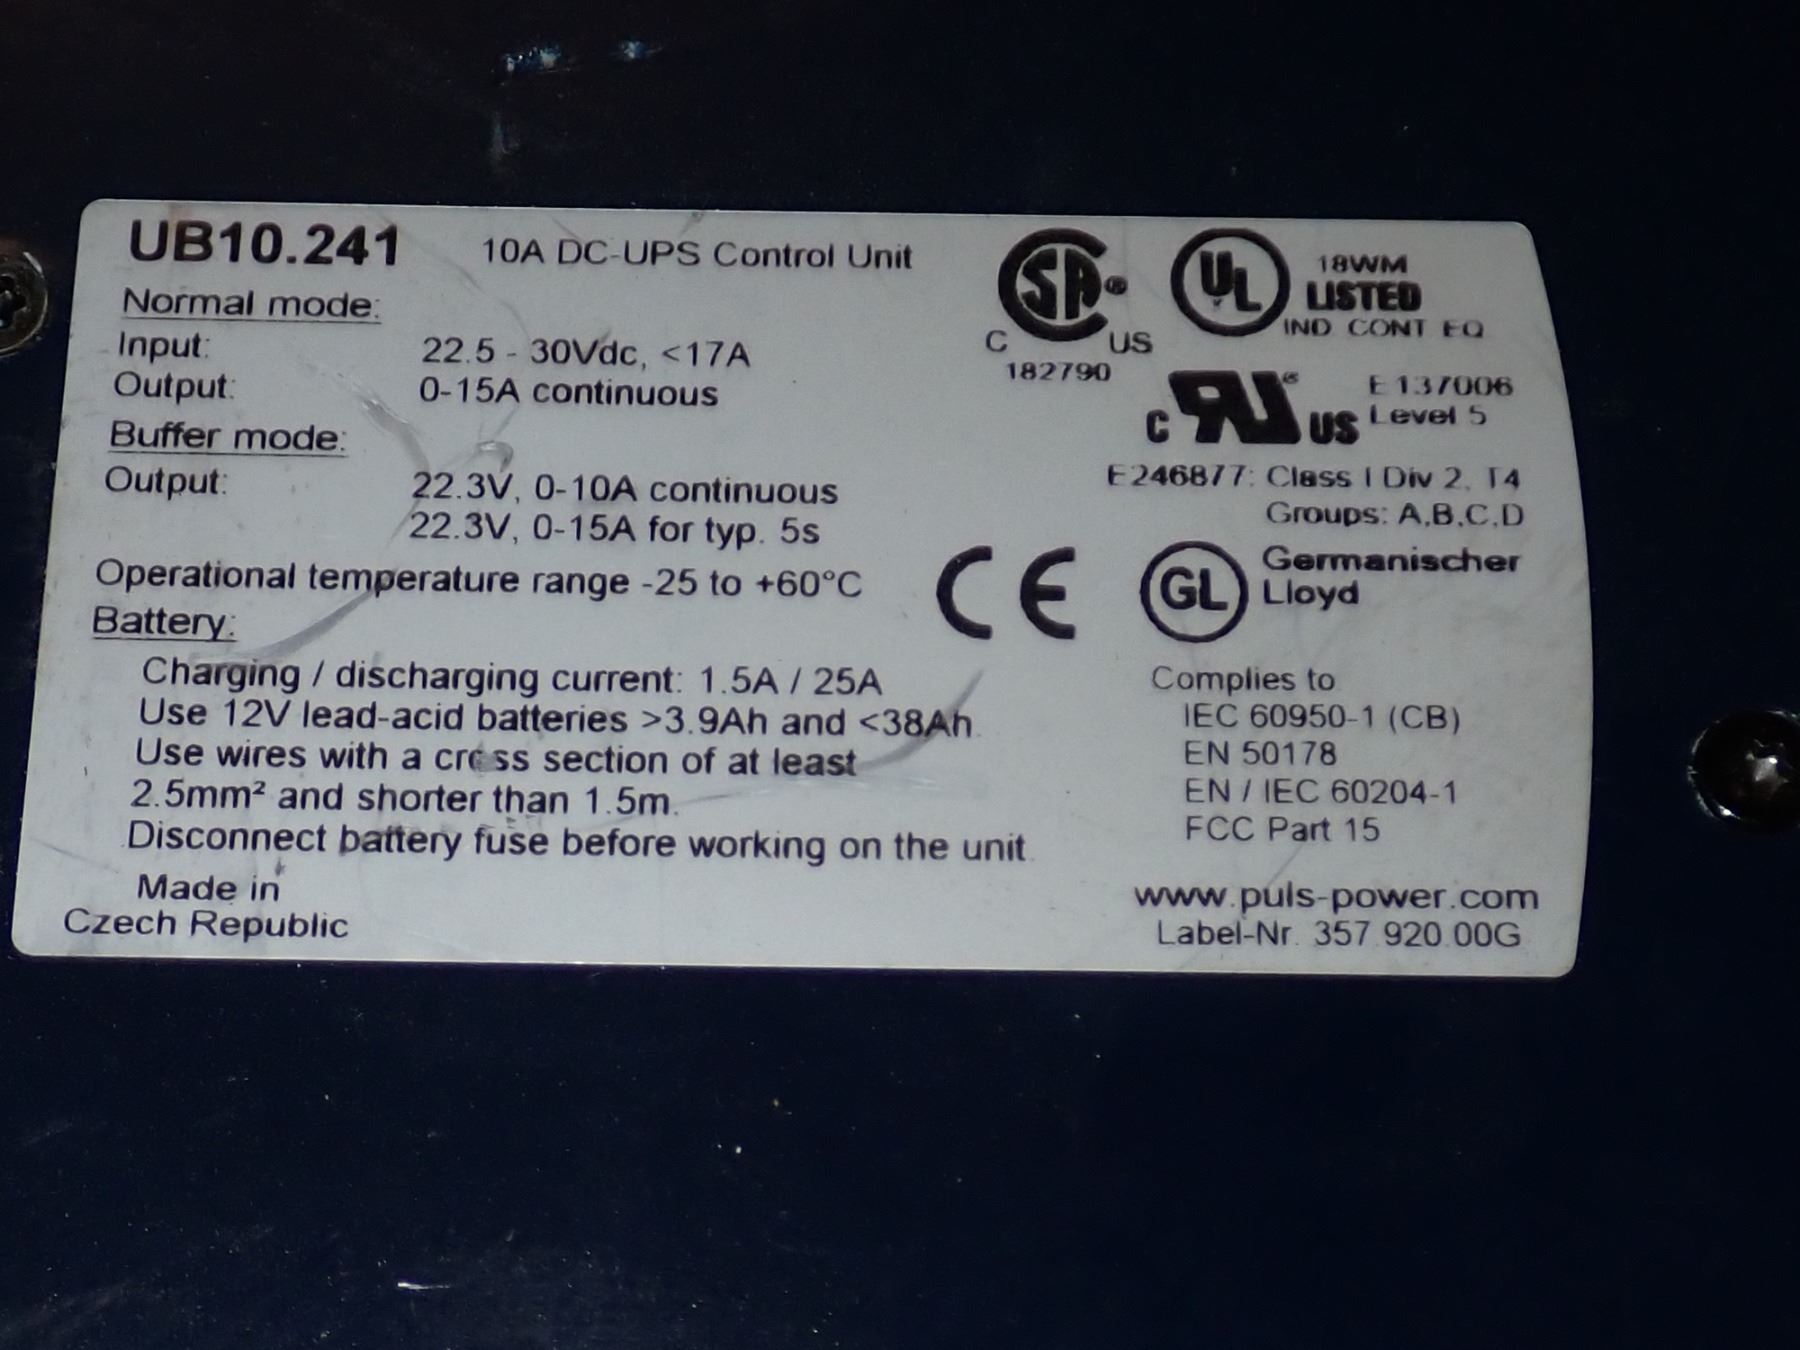 UB10.241 10A DC-UPS Control Unit
Normal mode:
Input: 22.5 - 30Vdc, <17A
Output: 0-15A continuous
Buffer mode:
Output: 22.3V, 0-10A continuous
22.3V, 0-15A for typ. 5s
Operational temperature range -25 to +60°C
Battery:
Charging / discharging current: 1.5A / 25A
Use 12V lead-acid batteries >3.9Ah and <38Ah.
Use wires with a cross section of at least
2.5mm² and shorter than 1.5m.
Disconnect battery fuse before working on the unit.
Made in
Czech Republic
SA®
C US
182790
UL 18WM
LISTED
IND CONT EQ
c RU® US E137006
Level 5
E246877: Class I Div 2, T4
Groups: A,B,C,D
CE
GL Germanischer
Lloyd
Complies to
IEC 60950-1 (CB)
EN 50178
EN / IEC 60204-1
FCC Part 15
www.puls-power.com
Label-Nr. 357.920.00G